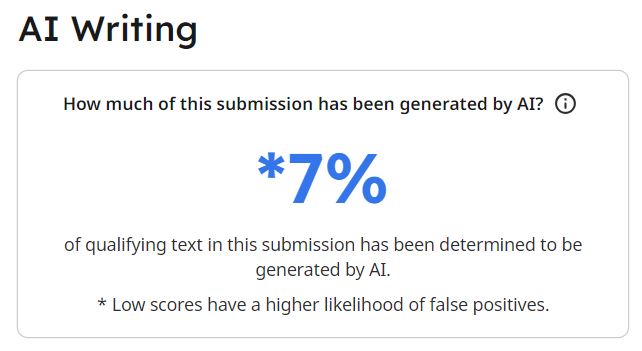 AI Writing
How much of this submission has been generated by AI?
*7%
of qualifying text in this submission has been determined to be
generated by AI.
* Low scores have a higher likelihood of false positives.